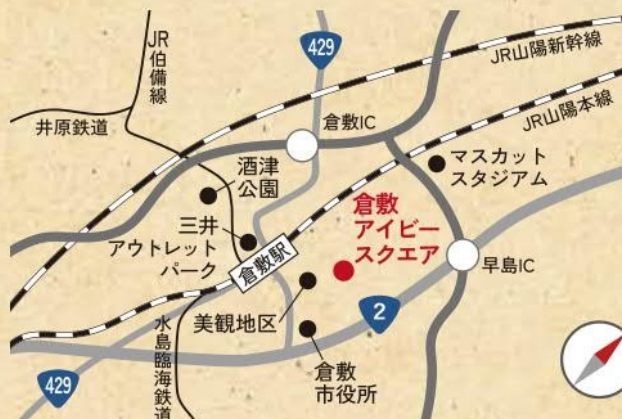 JR
伯備線
429
JR山陽新幹線
井原鉄道
倉敷IC
JR山陽本線
酒津
公園
マスカット
スタジアム
三井
アウトレット
パーク
倉敷
アイビー
スクエア
倉敷駅
早島IC
美観地区
2
水島臨海鉄道
倉敷
市役所
429